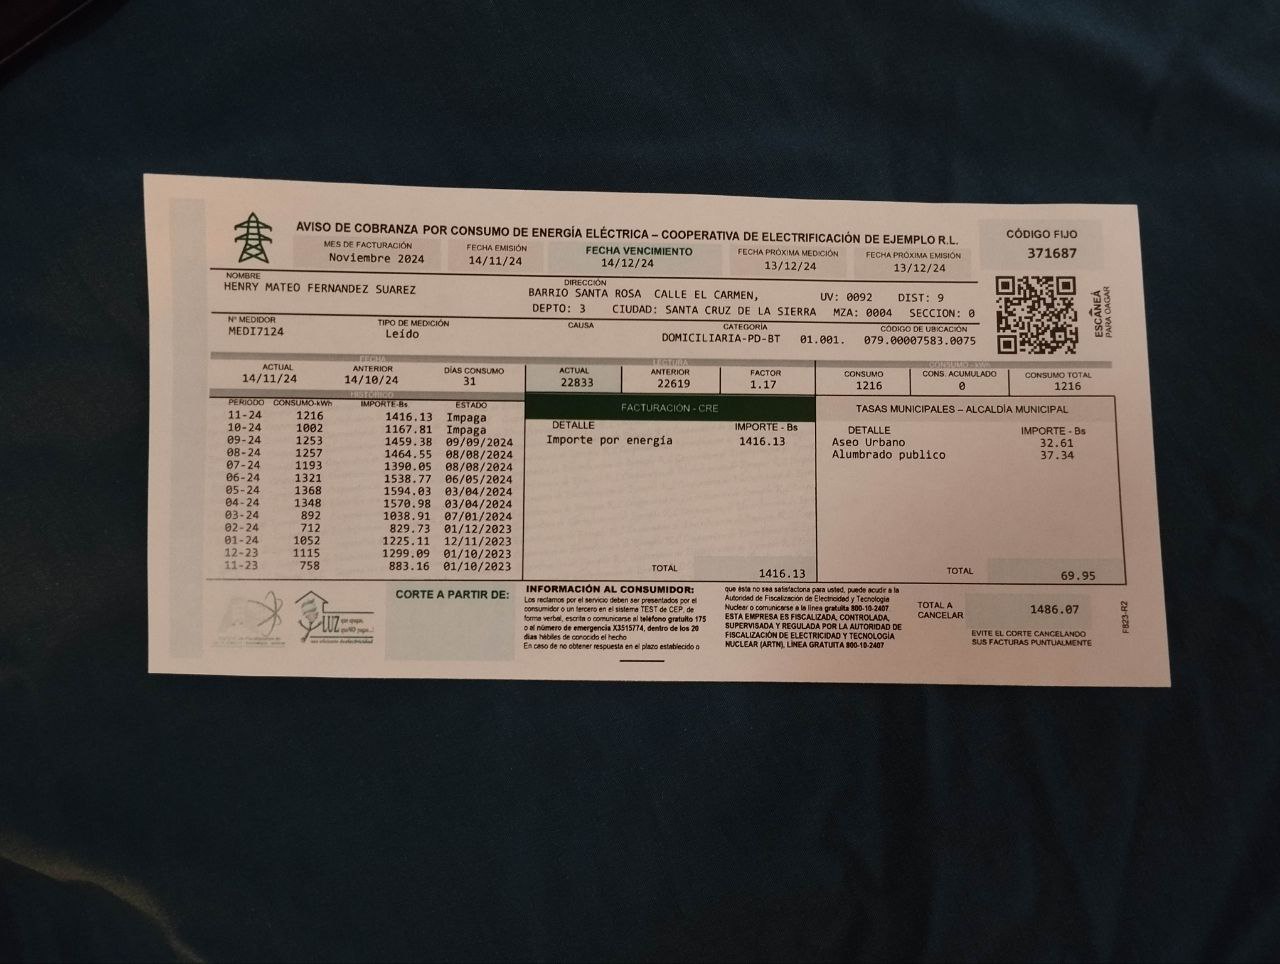 AVISO DE COBRANZA POR CONSUMO DE ENERGÍA ELÉCTRICA – COOPERATIVA DE ELECTRIFICACIÓN DE EJEMPLO R.L.
CÓDIGO FIJO
371687
MES DE FACTURACIÓN
Noviembre 2024
FECHA EMISIÓN
14/11/24
FECHA VENCIMIENTO
14/12/24
FECHA PRÓXIMA MEDICIÓN
13/12/24
FECHA PRÓXIMA EMISIÓN
13/12/24
NOMBRE
HENRY MATEO FERNANDEZ SUAREZ
DIRECCIÓN
BARRIO SANTA ROSA CALLE EL CARMEN, UV: 0092 DIST: 9
DEPTO: 3 CIUDAD: SANTA CRUZ DE LA SIERRA MZA: 0004 SECCION: 0
ESCANEÁ
PARA PAGAR
Nº MEDIDOR
MEDI7124
TIPO DE MEDICIÓN
Leído
CAUSA
CATEGORÍA
DOMICILIARIA-PD-BT
CÓDIGO DE UBICACIÓN
01.001. 079.00007583.0075
FECHA
ACTUAL
14/11/24
ANTERIOR
14/10/24
DÍAS CONSUMO
31
LECTURA
ACTUAL
22833
ANTERIOR
22619
FACTOR
1.17
CONSUMO - kWh
CONSUMO
1216
CONS. ACUMULADO
0
CONSUMO TOTAL
1216
HISTÓRICO
PERÍODO CONSUMO-kWh IMPORTE-Bs ESTADO
11-24 1216 1416.13 Impaga
10-24 1002 1167.81 Impaga
09-24 1253 1459.38 09/09/2024
08-24 1257 1464.55 08/08/2024
07-24 1193 1390.05 08/08/2024
06-24 1321 1538.77 06/05/2024
05-24 1368 1594.03 03/04/2024
04-24 1348 1570.98 03/04/2024
03-24 892 1038.91 07/01/2024
02-24 712 829.73 01/12/2023
01-24 1052 1225.11 12/11/2023
12-23 1115 1299.09 01/10/2023
11-23 758 883.16 01/10/2023
FACTURACIÓN - CRE
DETALLE IMPORTE - Bs
Importe por energía 1416.13
TOTAL 1416.13
TASAS MUNICIPALES – ALCALDÍA MUNICIPAL
DETALLE IMPORTE - Bs
Aseo Urbano 32.61
Alumbrado publico 37.34
TOTAL 69.95
LUZ
CORTE A PARTIR DE:
INFORMACIÓN AL CONSUMIDOR:
Los reclamos por el servicio deben ser presentados por el
consumidor o un tercero en el sistema TEST de CEP, de
forma verbal, escrita o comunicarse al teléfono gratuito 175
o al número de emergencia X3515774, dentro de los 20
días hábiles de conocido el hecho
En caso de no obtener respuesta en el plazo establecido o
que ésta no sea satisfactoria para usted, puede acudir a la
Autoridad de Fiscalización de Electricidad y Tecnología
Nuclear o comunicarse a la línea gratuita 800-10-2407
ESTA EMPRESA ES FISCALIZADA, CONTROLADA,
SUPERVISADA Y REGULADA POR LA AUTORIDAD DE
FISCALIZACIÓN DE ELECTRICIDAD Y TECNOLOGÍA
NUCLEAR (ARTN), LÍNEA GRATUITA 800-10-2407
TOTAL A
CANCELAR
1486.07
EVITE EL CORTE CANCELANDO
SUS FACTURAS PUNTUALMENTE
F823-R2